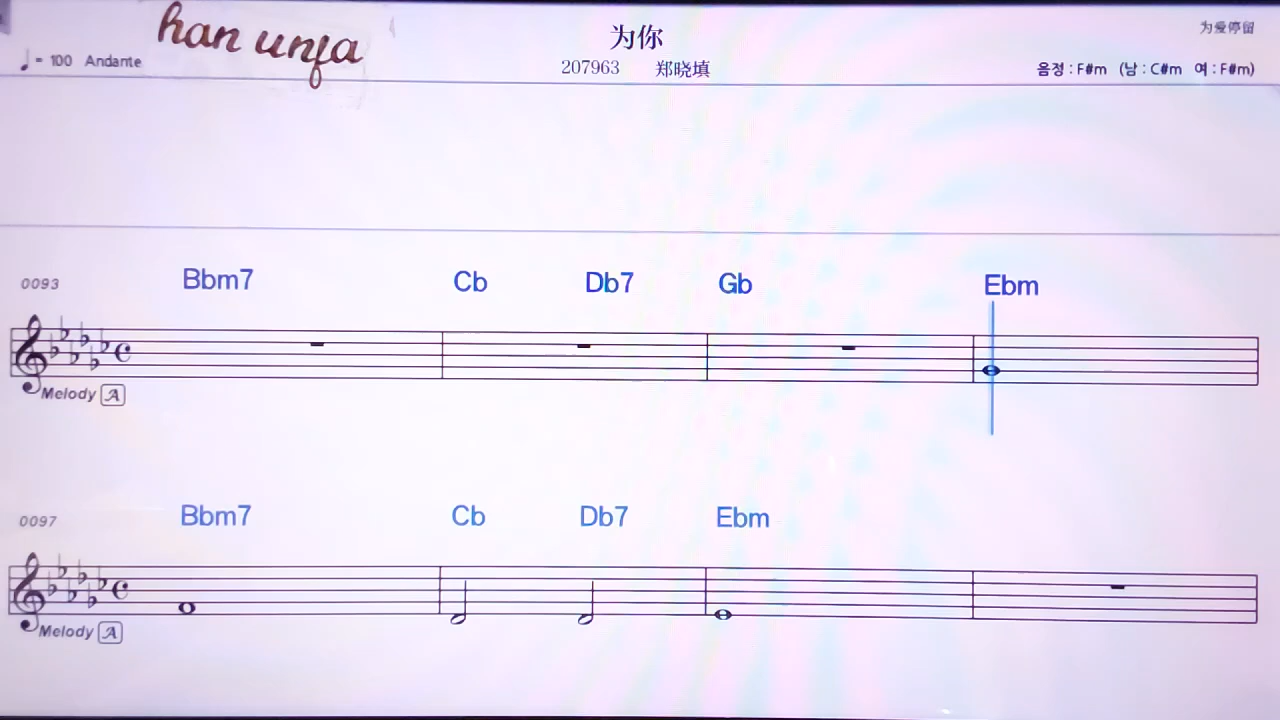 han unfa
为你
为爱停留
♩ = 100 Andante
207963 郑晓填
음정 : F#m (남 : C#m 여 : F#m)
0093 Bbm7 Cb Db7 Gb Ebm
Melody A
0097 Bbm7 Cb Db7 Ebm
Melody A